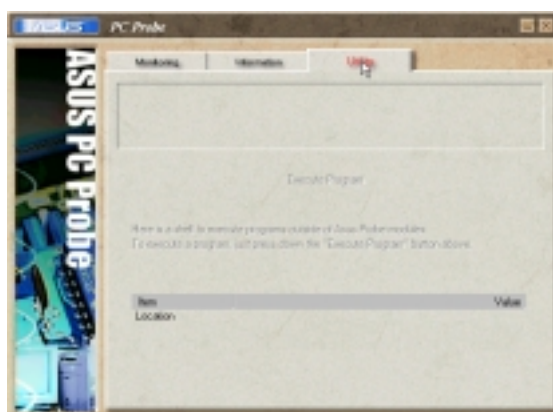 ASUS PC Probe
Monitoring Information Utility
ASUS PC Probe
Execute Program
Here is a shell to execute programs outside of Asus Probe modules.
To execute a program, just press down the "Execute Program" button above.
Item Value
Location